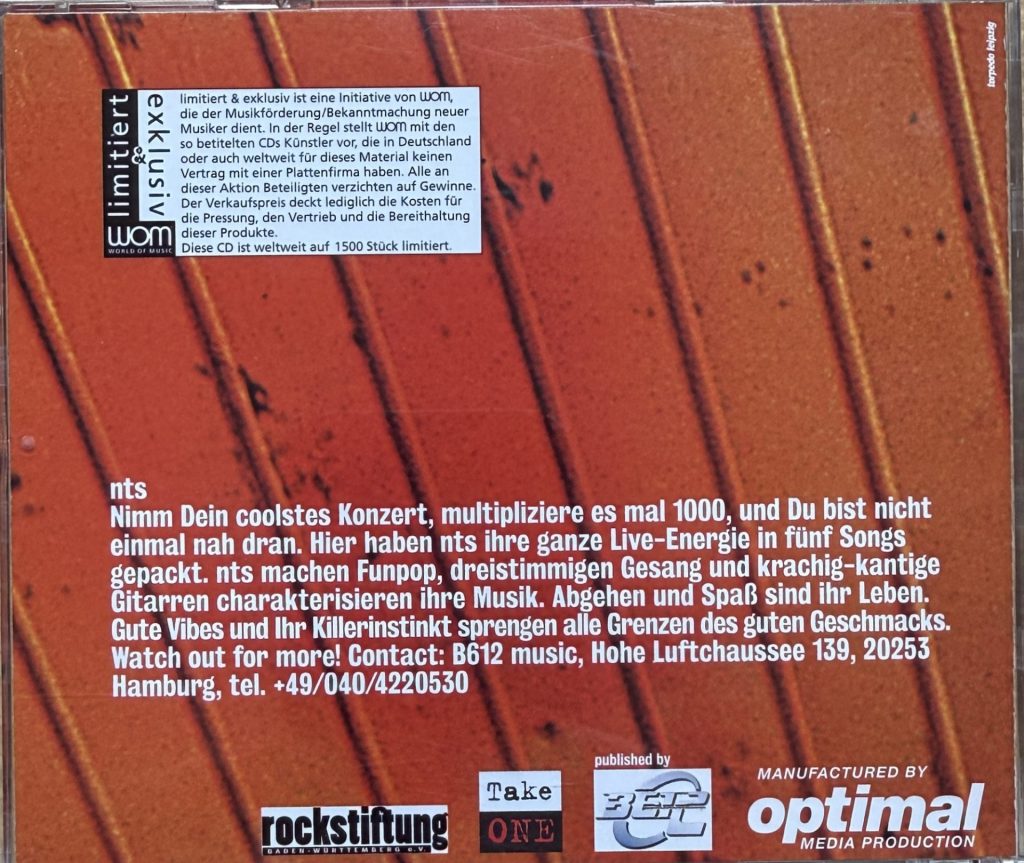 torpedo leipzig
limitiert & exklusiv
wom
WORLD OF MUSIC
limitiert & exklusiv ist eine Initiative von WOM,
die der Musikförderung/Bekanntmachung neuer
Musiker dient. In der Regel stellt WOM mit den
so betitelten CDs Künstler vor, die in Deutschland
oder auch weltweit für dieses Material keinen
Vertrag mit einer Plattenfirma haben. Alle an
dieser Aktion Beteiligten verzichten auf Gewinne.
Der Verkaufspreis deckt lediglich die Kosten für
die Pressung, den Vertrieb und die Bereithaltung
dieser Produkte.
Diese CD ist weltweit auf 1500 Stück limitiert.
nts
Nimm Dein coolstes Konzert, multipliziere es mal 1000, und Du bist nicht
einmal nah dran. Hier haben nts ihre ganze Live-Energie in fünf Songs
gepackt. nts machen Funpop, dreistimmigen Gesang und krachig-kantige
Gitarren charakterisieren ihre Musik. Abgehen und Spaß sind ihr Leben.
Gute Vibes und Ihr Killerinstinkt sprengen alle Grenzen des guten Geschmacks.
Watch out for more! Contact: B612 music, Hohe Luftchaussee 139, 20253
Hamburg, tel. +49/040/4220530
rockstiftung
BADEN-WÜRTTEMBERG e.V.
Take
ONE
published by
MANUFACTURED BY
optimal
MEDIA PRODUCTION